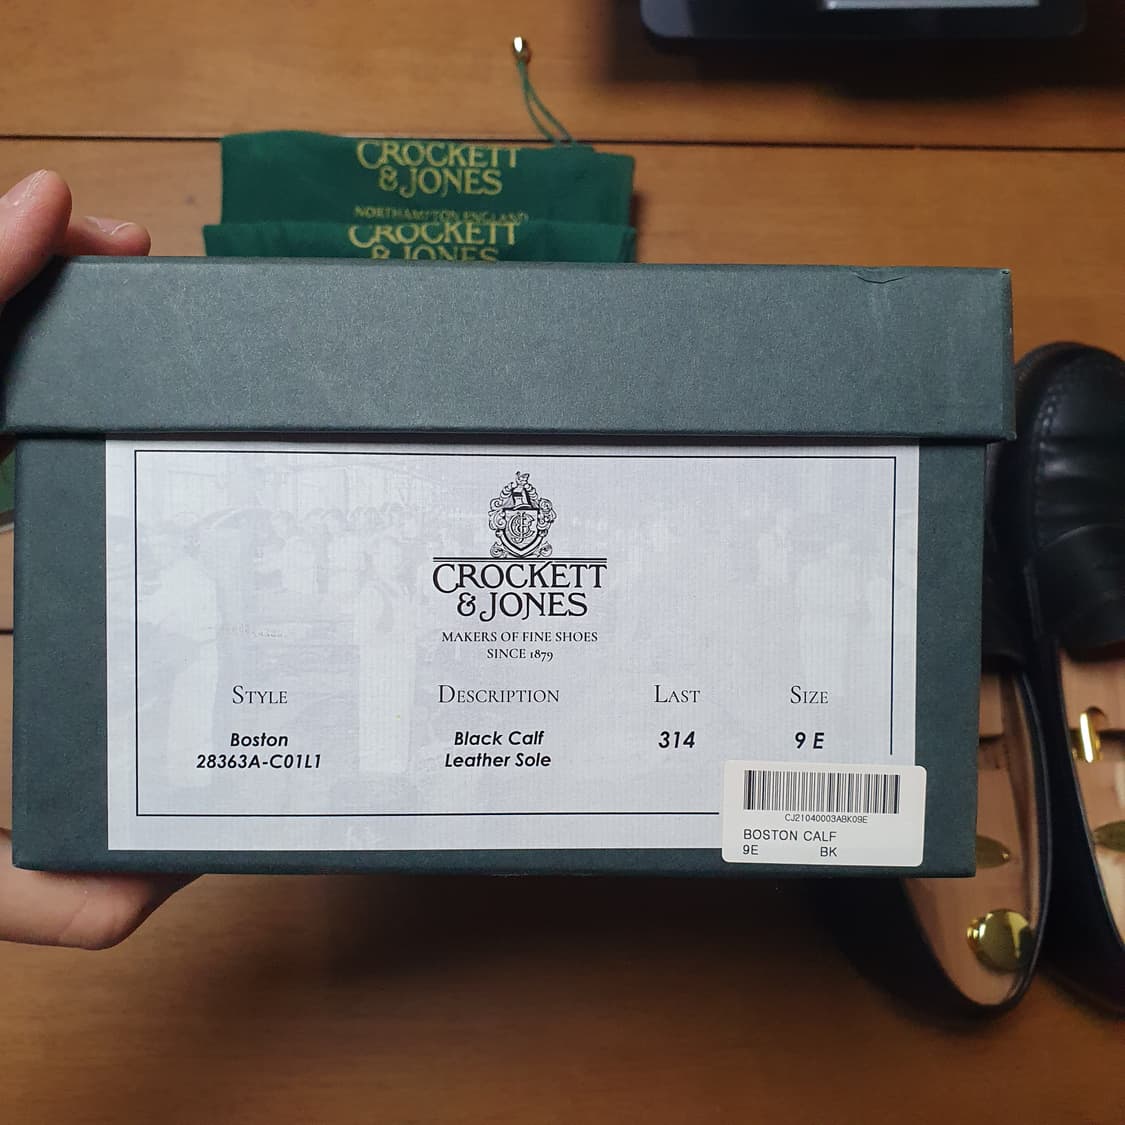 CROCKETT
& JONES
NORTHAMPTON ENGLAND
CROCKETT
& JONES
CROCKETT
& JONES
MAKERS OF FINE SHOES
SINCE 1879
STYLE DESCRIPTION LAST SIZE
Boston Black Calf 314 9 E
28363A-C01L1 Leather Sole
CJ21040003ABK09E
BOSTON CALF
9E BK